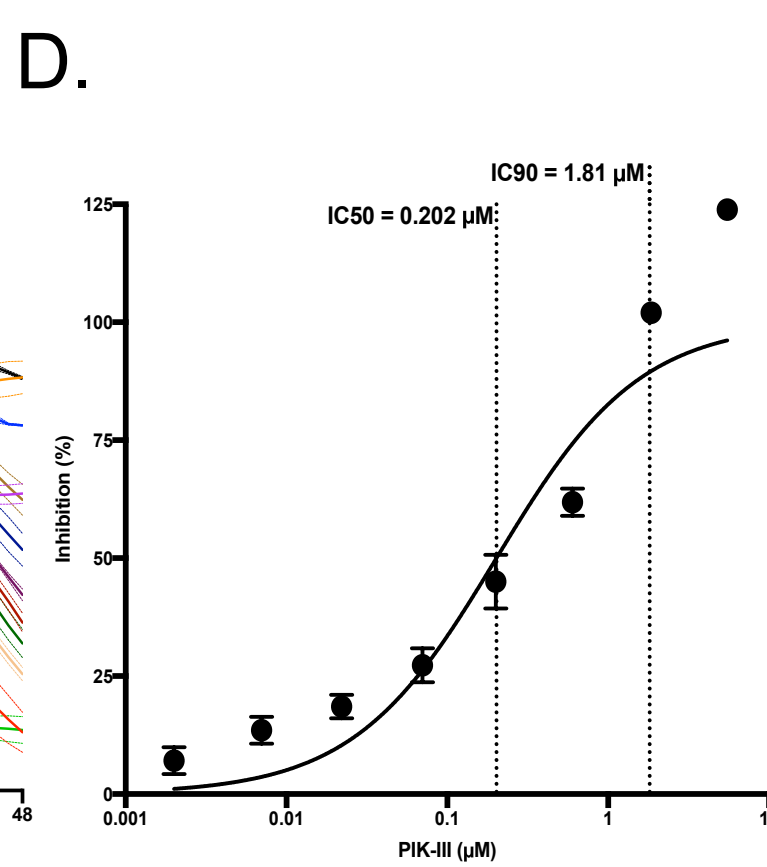 D.
IC90 = 1.81 µM
IC50 = 0.202 µM
125
100
75
50
25
0
Inhibition (%)
48
0.001
0.01
0.1
1
1
PIK-III (µM)